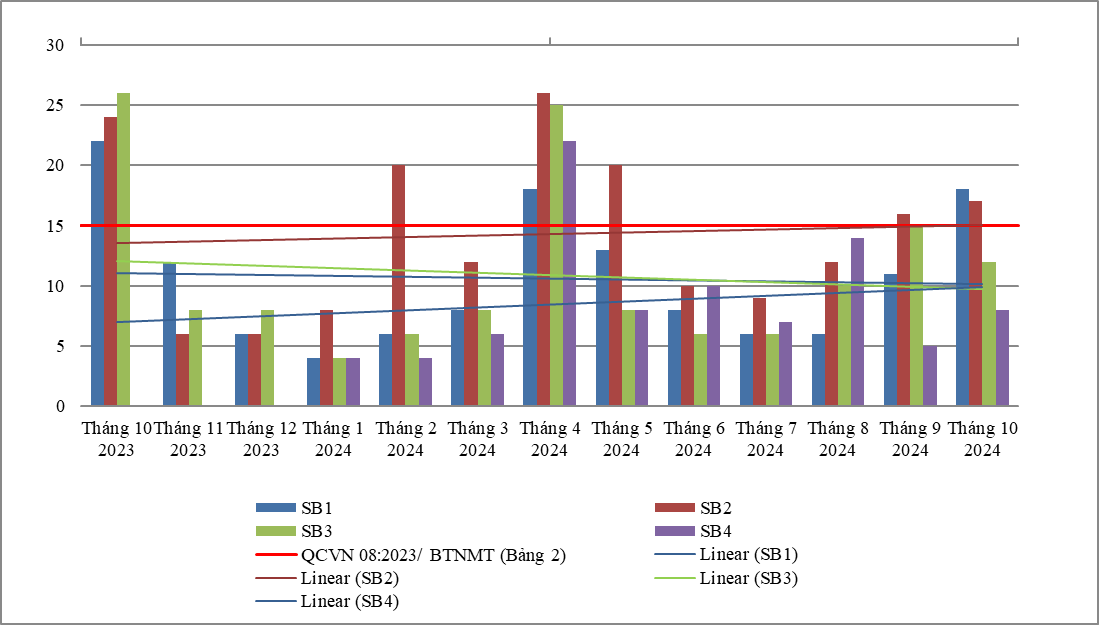 30
25
20
15
10
5
0
Tháng 10 Tháng 11 Tháng 12 Tháng 1 Tháng 2 Tháng 3 Tháng 4 Tháng 5 Tháng 6 Tháng 7 Tháng 8 Tháng 9 Tháng 10
2023 2023 2023 2024 2024 2024 2024 2024 2024 2024 2024 2024 2024
SB1 SB2
SB3 SB4
QCVN 08:2023/ BTNMT (Bảng 2) Linear (SB1)
Linear (SB2) Linear (SB3)
Linear (SB4)